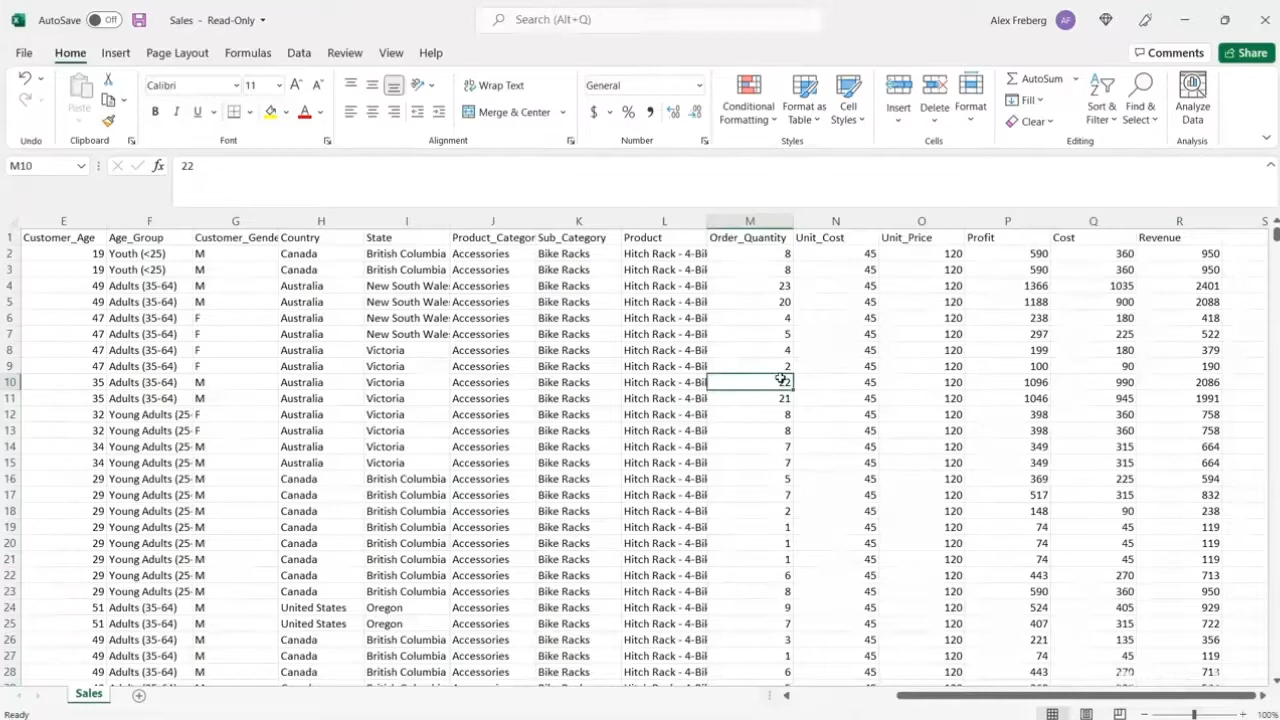 AutoSave Off Sales - Read-Only Search (Alt+Q) Alex Freberg AF
File Home Insert Page Layout Formulas Data Review View Help Comments Share
Calibri 11 Wrap Text General AutoSum
Paste B I U Merge & Center $ % Conditional Formatting Format as Table Cell Styles Insert Delete Format Fill Clear Sort & Filter Find & Select Analyze Data
Undo Clipboard Font Alignment Number Styles Cells Editing Analysis
M10 fx 22
E F G H I J K L M N O P Q R S
1 Customer_Age Age_Group Customer_Gende Country State Product_Categor Sub_Category Product Order_Quantity Unit_Cost Unit_Price Profit Cost Revenue
2 19 Youth (<25) M Canada British Columbia Accessories Bike Racks Hitch Rack - 4-Bil 8 45 120 590 360 950
3 19 Youth (<25) M Canada British Columbia Accessories Bike Racks Hitch Rack - 4-Bil 8 45 120 590 360 950
4 49 Adults (35-64) M Australia New South Wale: Accessories Bike Racks Hitch Rack - 4-Bil 23 45 120 1366 1035 2401
5 49 Adults (35-64) M Australia New South Wale: Accessories Bike Racks Hitch Rack - 4-Bil 20 45 120 1188 900 2088
6 47 Adults (35-64) F Australia New South Wale: Accessories Bike Racks Hitch Rack - 4-Bil 4 45 120 238 180 418
7 47 Adults (35-64) F Australia New South Wale: Accessories Bike Racks Hitch Rack - 4-Bil 5 45 120 297 225 522
8 47 Adults (35-64) F Australia Victoria Accessories Bike Racks Hitch Rack - 4-Bil 4 45 120 199 180 379
9 47 Adults (35-64) F Australia Victoria Accessories Bike Racks Hitch Rack - 4-Bil 2 45 120 100 90 190
10 35 Adults (35-64) M Australia Victoria Accessories Bike Racks Hitch Rack - 4-Bil 22 45 120 1096 990 2086
11 35 Adults (35-64) M Australia Victoria Accessories Bike Racks Hitch Rack - 4-Bil 21 45 120 1046 945 1991
12 32 Young Adults (25- F Australia Victoria Accessories Bike Racks Hitch Rack - 4-Bil 8 45 120 398 360 758
13 32 Young Adults (25- F Australia Victoria Accessories Bike Racks Hitch Rack - 4-Bil 8 45 120 398 360 758
14 34 Young Adults (25- M Australia Victoria Accessories Bike Racks Hitch Rack - 4-Bil 7 45 120 349 315 664
15 34 Young Adults (25- M Australia Victoria Accessories Bike Racks Hitch Rack - 4-Bil 7 45 120 349 315 664
16 29 Young Adults (25- M Canada British Columbia Accessories Bike Racks Hitch Rack - 4-Bil 5 45 120 369 225 594
17 29 Young Adults (25- M Canada British Columbia Accessories Bike Racks Hitch Rack - 4-Bil 7 45 120 517 315 832
18 29 Young Adults (25- M Canada British Columbia Accessories Bike Racks Hitch Rack - 4-Bil 2 45 120 148 90 238
19 29 Young Adults (25- M Canada British Columbia Accessories Bike Racks Hitch Rack - 4-Bil 1 45 120 74 45 119
20 29 Young Adults (25- M Canada British Columbia Accessories Bike Racks Hitch Rack - 4-Bil 1 45 120 74 45 119
21 29 Young Adults (25- M Canada British Columbia Accessories Bike Racks Hitch Rack - 4-Bil 1 45 120 74 45 119
22 29 Young Adults (25- M Canada British Columbia Accessories Bike Racks Hitch Rack - 4-Bil 6 45 120 443 270 713
23 29 Young Adults (25- M Canada British Columbia Accessories Bike Racks Hitch Rack - 4-Bil 8 45 120 590 360 950
24 51 Adults (35-64) M United States Oregon Accessories Bike Racks Hitch Rack - 4-Bil 9 45 120 524 405 929
25 51 Adults (35-64) M United States Oregon Accessories Bike Racks Hitch Rack - 4-Bil 7 45 120 407 315 722
26 49 Adults (35-64) M Canada British Columbia Accessories Bike Racks Hitch Rack - 4-Bil 3 45 120 221 135 356
27 49 Adults (35-64) M Canada British Columbia Accessories Bike Racks Hitch Rack - 4-Bil 1 45 120 74 45 119
28 49 Adults (35-64) M Canada British Columbia Accessories Bike Racks Hitch Rack - 4-Bil 6 45 120 443 270 713
Sales
Ready 100%